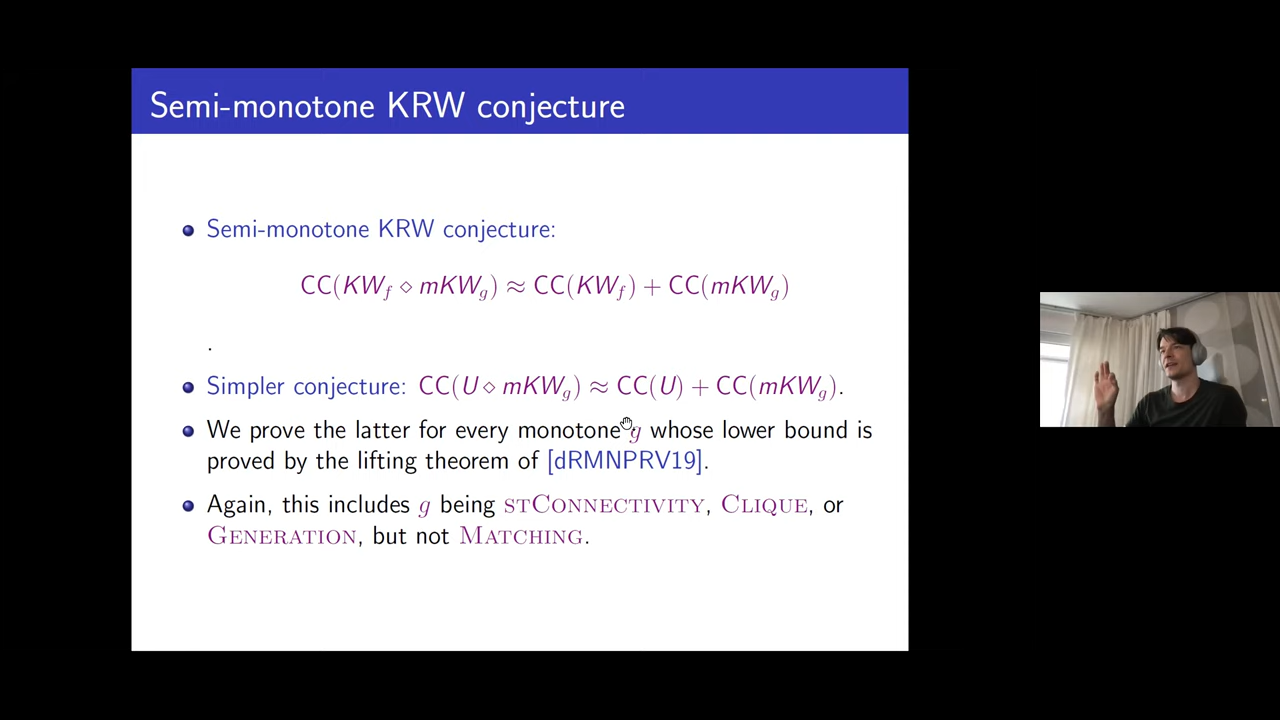 Semi-monotone KRW conjecture
Semi-monotone KRW conjecture:
CC(KW_f ⋄ mKW_g) ≈ CC(KW_f) + CC(mKW_g)
.
Simpler conjecture: CC(U ⋄ mKW_g) ≈ CC(U) + CC(mKW_g).
We prove the latter for every monotone g whose lower bound is
proved by the lifting theorem of [dRMNPRV19].
Again, this includes g being stConnectivity, Clique, or
Generation, but not Matching.